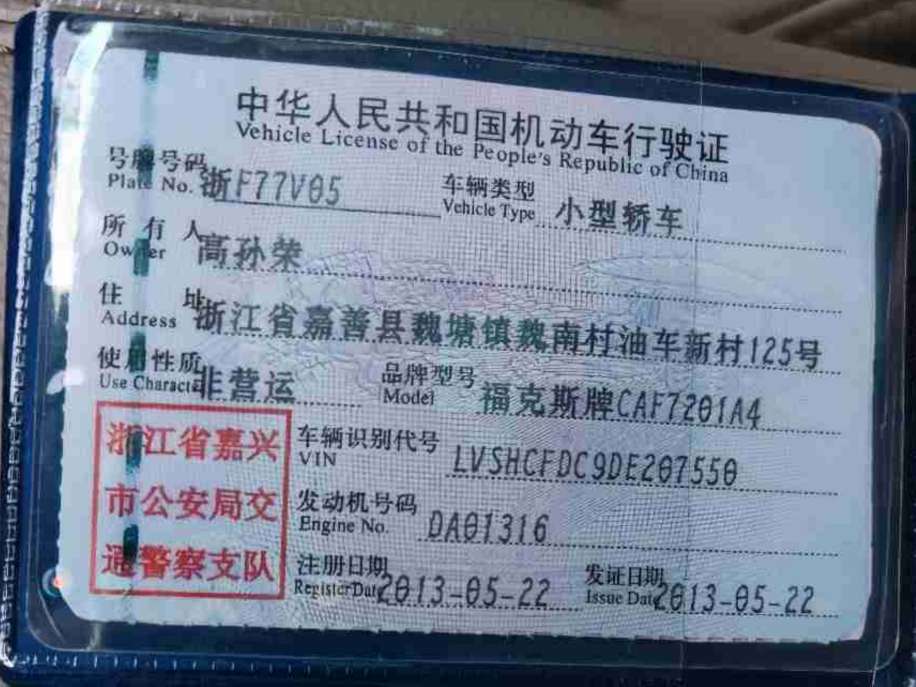 中华人民共和国机动车行驶证
Vehicle License of the People's Republic of China
号牌号码 浙F77V05 车辆类型 小型轿车
Plate No. Vehicle Type
所有人 高孙荣
Owner
住址 浙江省嘉善县魏塘镇魏南村油车新村125号
Address
使用性质 非营运 品牌型号 福克斯牌CAF7201A4
Use Character Model
浙江省嘉兴
市公安局交
通警察支队
车辆识别代号 LVSHCFDC9DE207550
VIN
发动机号码 DA01316
Engine No.
注册日期 2013-05-22 发证日期 2013-05-22
Register Date Issue Date